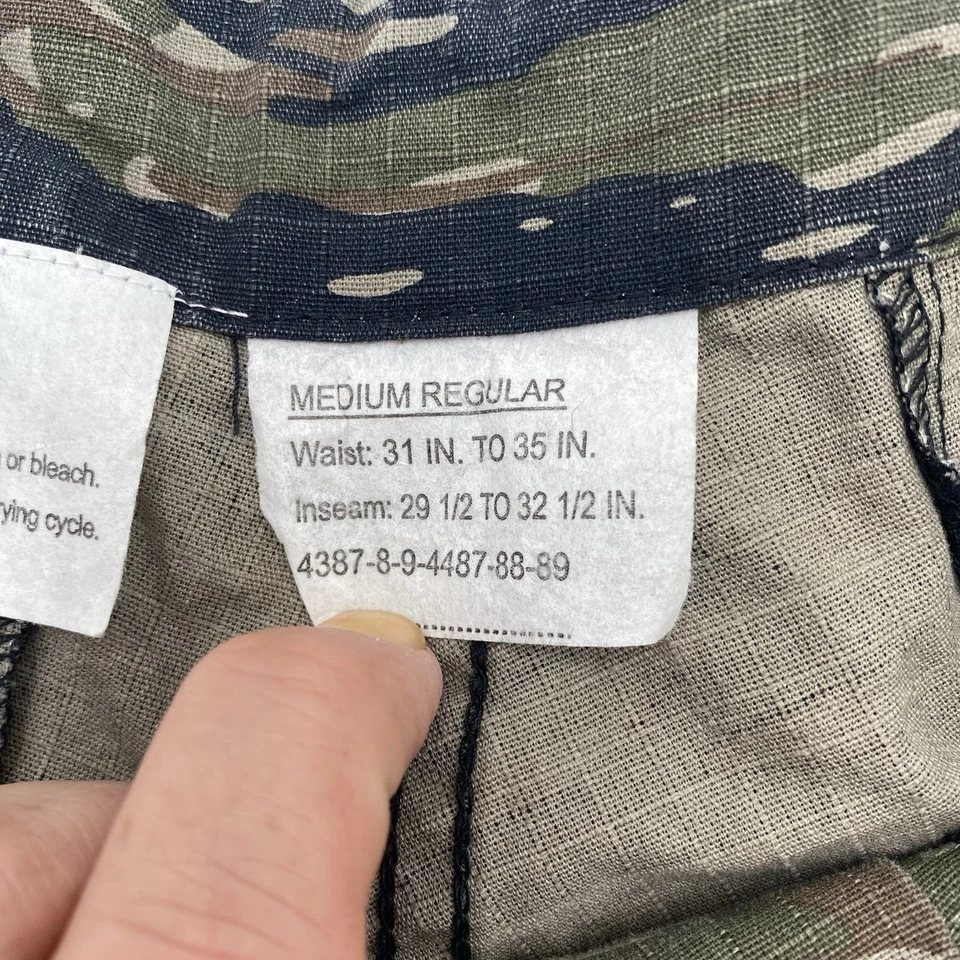 or bleach.
cycle.
MEDIUM REGULAR
Waist: 31 IN. TO 35 IN.
Inseam: 29 1/2 TO 32 1/2 IN.
4387-8-9-4487-88-89